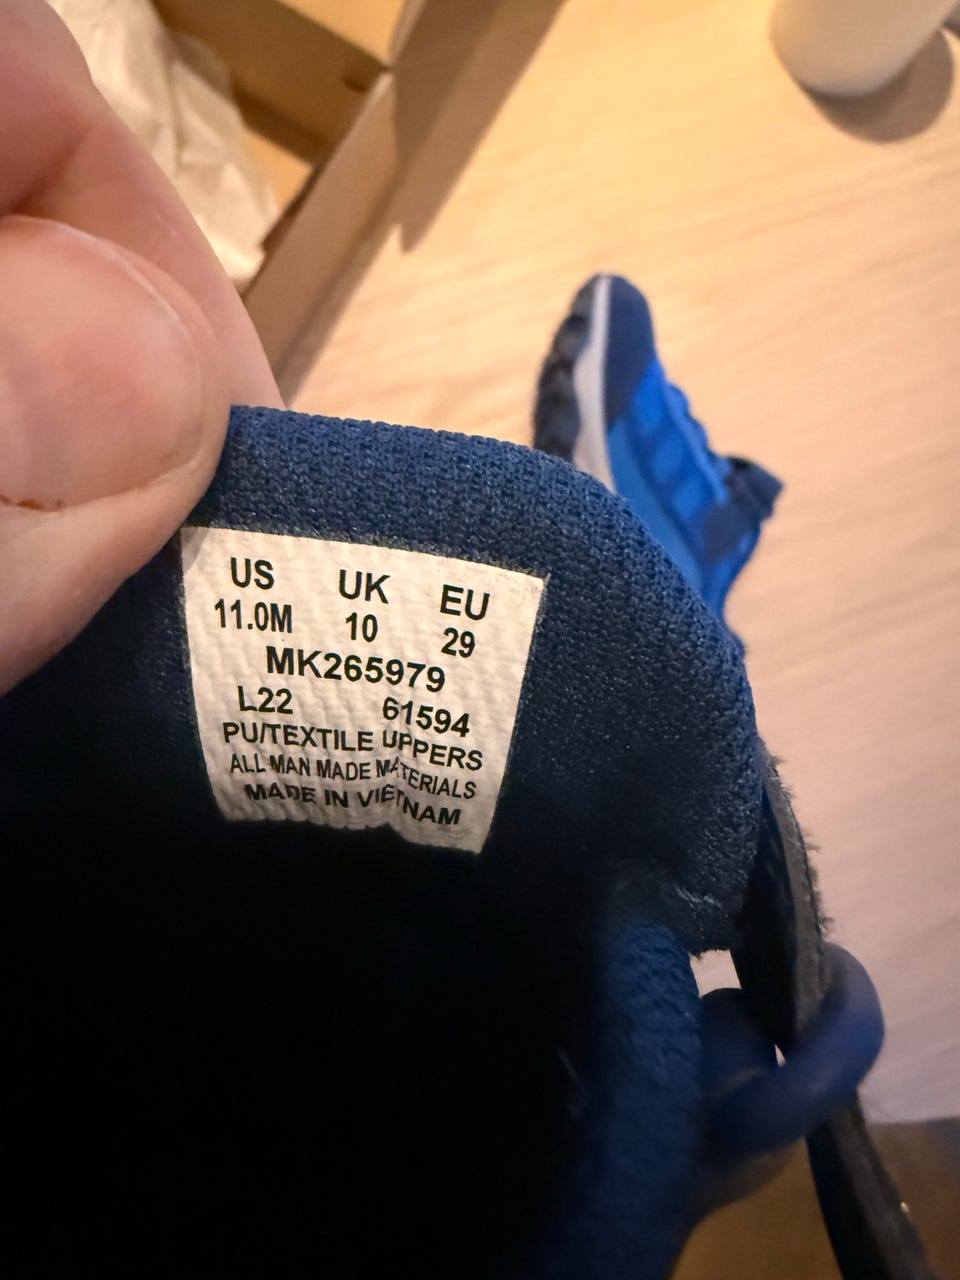 US UK EU
11.0M 10 29
MK265979
L22 61594
PU/TEXTILE UPPERS
ALL MAN MADE MATERIALS
MADE IN VIETNAM